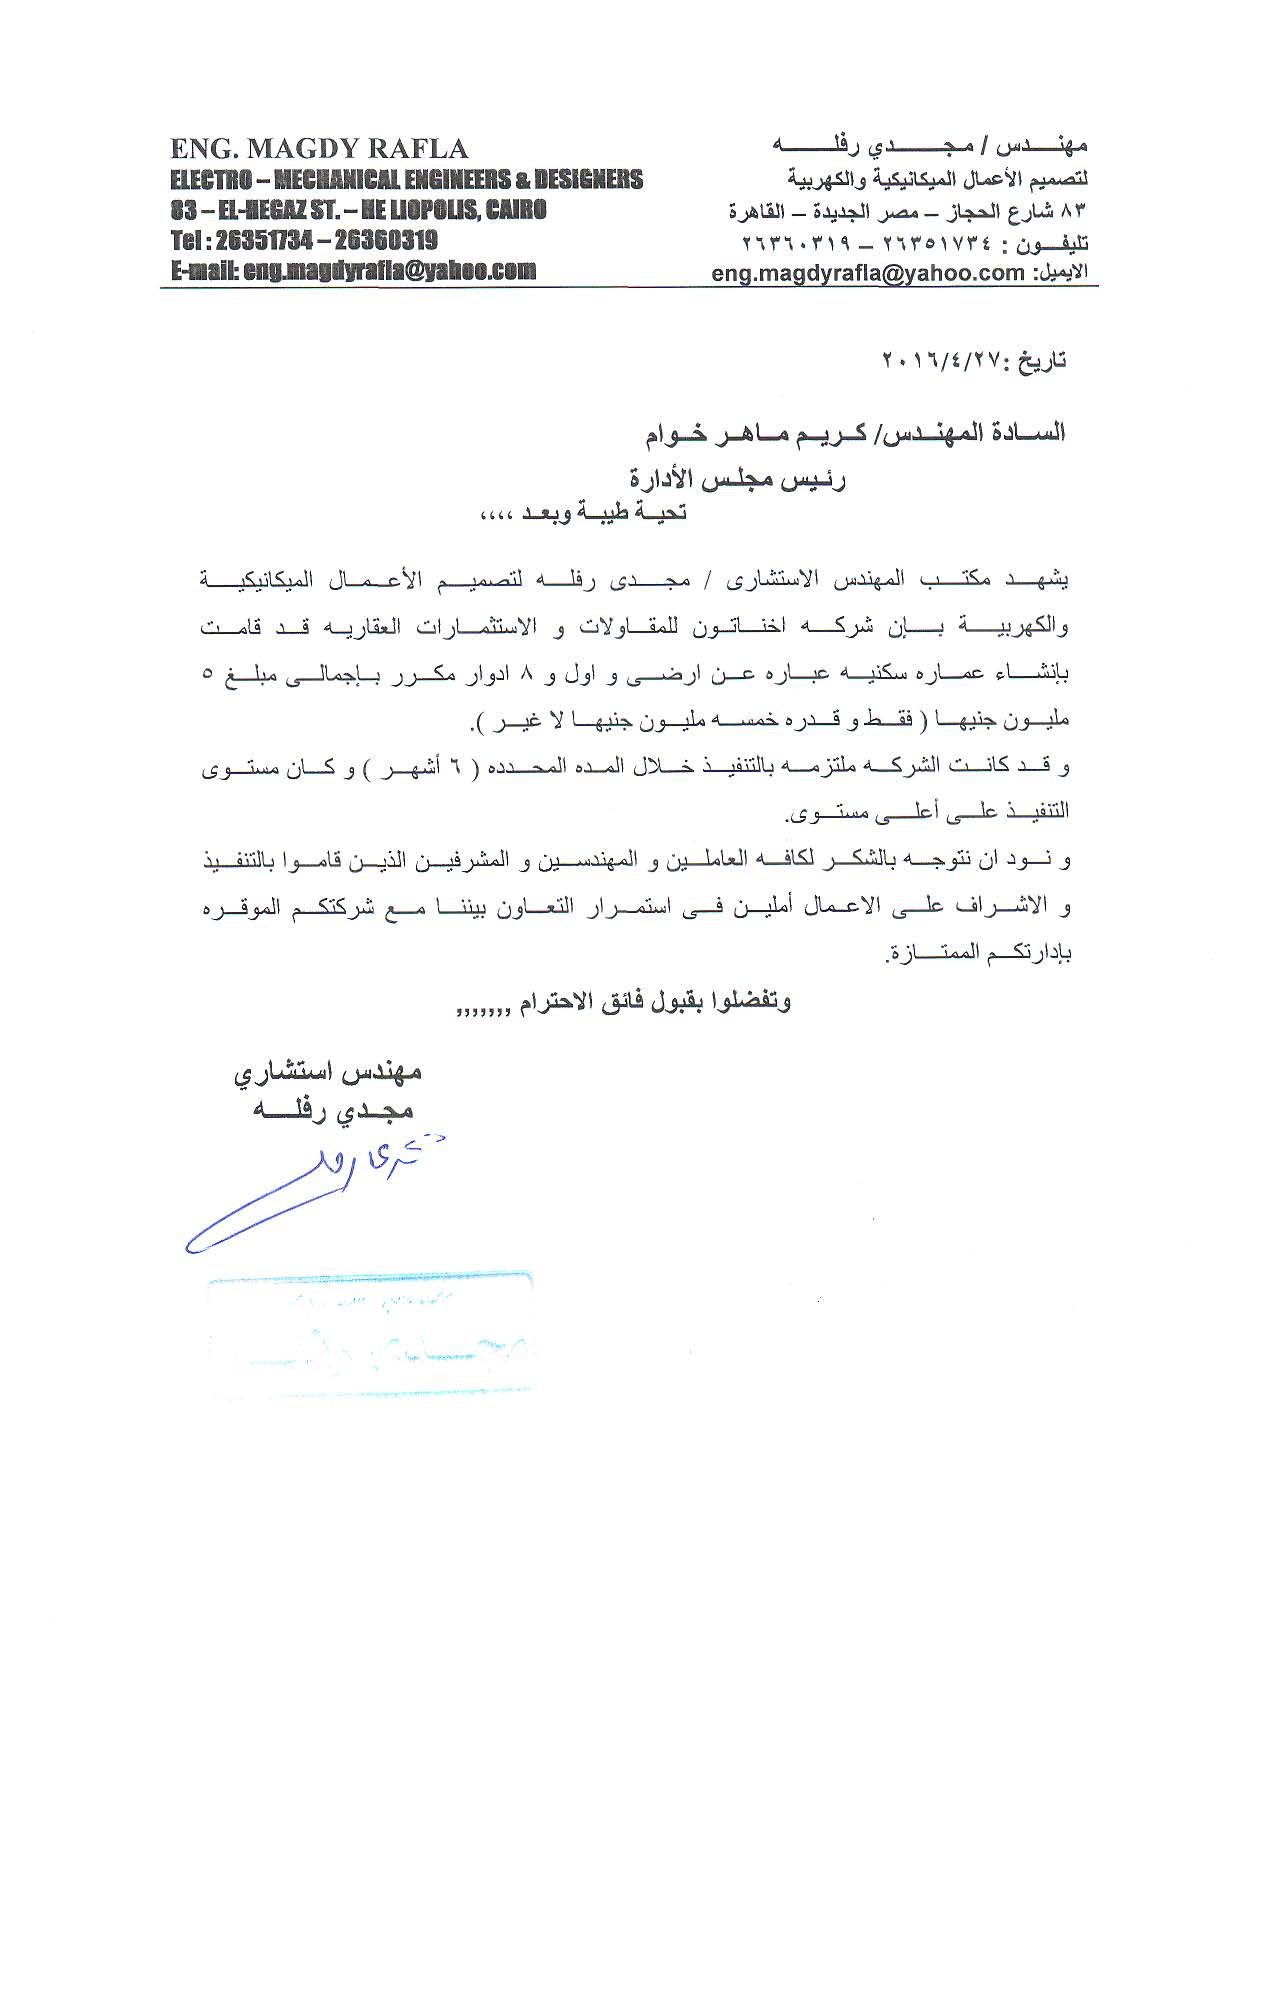 ENG. MAGDY RAFLA
ELECTRO – MECHANICAL ENGINEERS & DESIGNERS
83 – EL-HEGAZ ST. – HE LIOPOLIS, CAIRO
Tel : 26351734 – 26360319
E-mail: eng.magdyrafla@yahoo.com
مهندس / مجدي رفله
لتصميم الأعمال الميكانيكية والكهربية
٨٣ شارع الحجاز – مصر الجديدة – القاهرة
تليفون : ٢٦٣٥١٧٣٤ – ٢٦٣٦٠٣١٩
الايميل: eng.magdyrafla@yahoo.com
تاريخ :٢٠١٦/٤/٢٧
السادة المهندس/ كريم ماهر خوام
رئيس مجلس الأدارة
تحية طيبة وبعد ،،،،
يشهد مكتب المهندس الاستشارى / مجدى رفله لتصميم الأعمال الميكانيكية
والكهربية بإن شركه اخناتون للمقاولات و الاستثمارات العقاريه قد قامت
بإنشاء عماره سكنيه عباره عن ارضى و اول و ٨ ادوار مكرر بإجمالى مبلغ ٥
مليون جنيها ( فقط و قدره خمسه مليون جنيها لا غير ).
و قد كانت الشركه ملتزمه بالتنفيذ خلال المده المحدده ( ٦ أشهر ) و كان مستوى
التنفيذ على أعلى مستوى.
و نود ان نتوجه بالشكر لكافه العاملين و المهندسين و المشرفين الذين قاموا بالتنفيذ
و الاشراف على الاعمال أملين فى استمرار التعاون بيننا مع شركتكم الموقره
بإدارتكم الممتازة.
وتفضلوا بقبول فائق الاحترام ,,,,,,,
مهندس استشاري
مجدي رفله
مجدى رفله